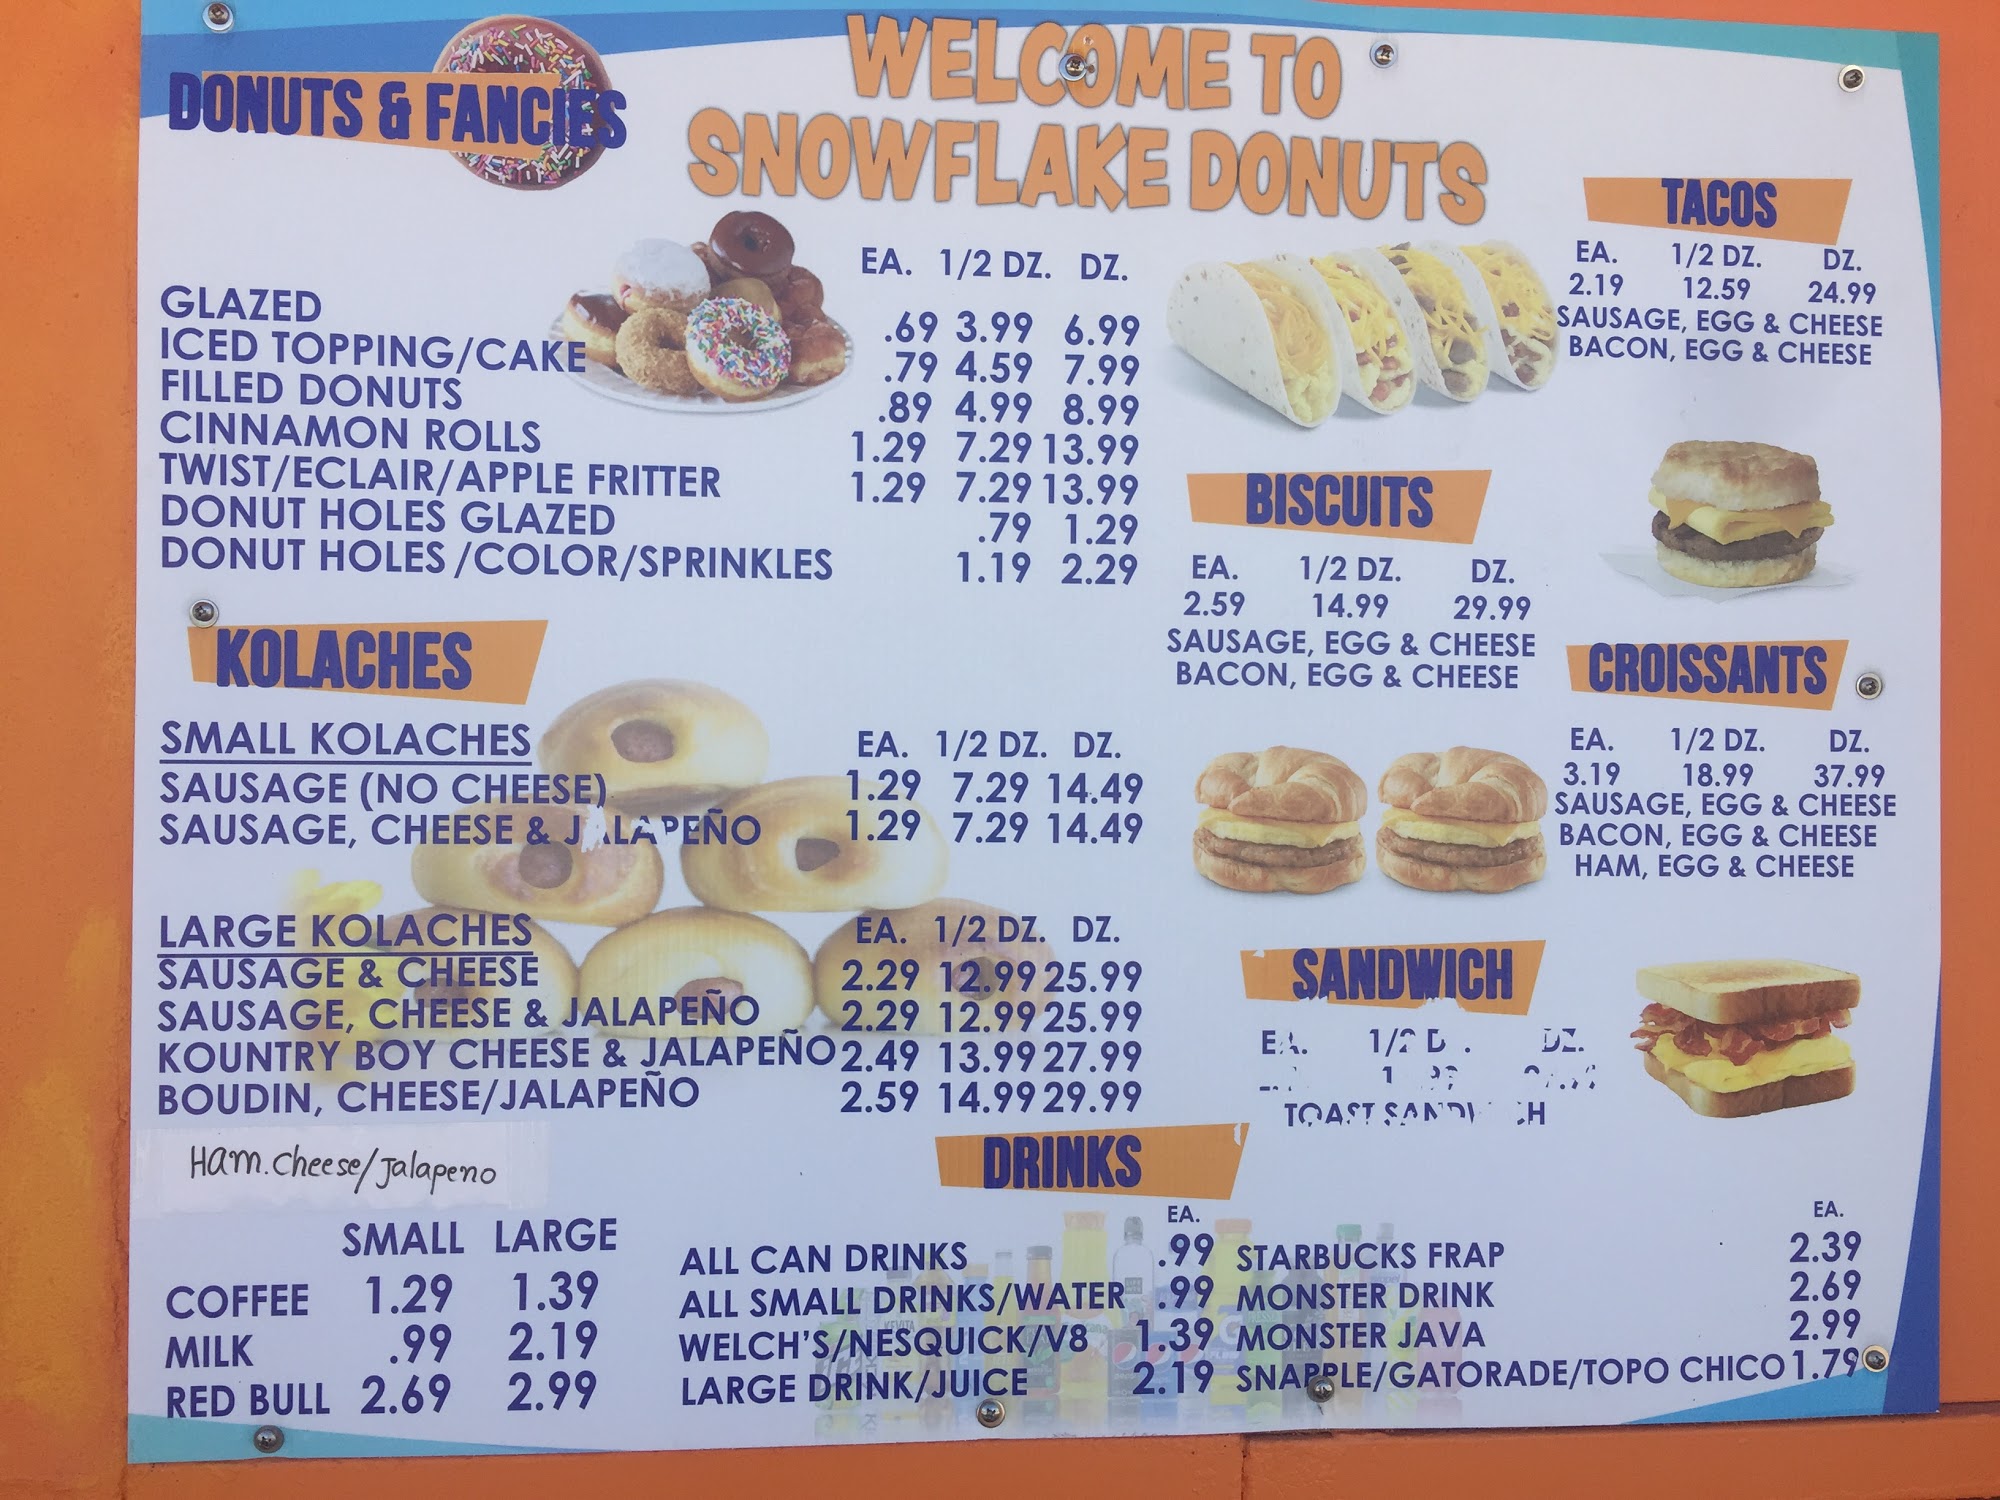 WELCOME TO
SNOWFLAKE DONUTS
DONUTS & FANCIES
EA. 1/2 DZ. DZ.
GLAZED .69 3.99 6.99
ICED TOPPING/CAKE .79 4.59 7.99
FILLED DONUTS .89 4.99 8.99
CINNAMON ROLLS 1.29 7.29 13.99
TWIST/ECLAIR/APPLE FRITTER 1.29 7.29 13.99
DONUT HOLES GLAZED .79 1.29
DONUT HOLES /COLOR/SPRINKLES 1.19 2.29
KOLACHES
SMALL KOLACHES EA. 1/2 DZ. DZ.
SAUSAGE (NO CHEESE) 1.29 7.29 14.49
SAUSAGE, CHEESE & JALAPEÑO 1.29 7.29 14.49
LARGE KOLACHES EA. 1/2 DZ. DZ.
SAUSAGE & CHEESE 2.29 12.99 25.99
SAUSAGE, CHEESE & JALAPEÑO 2.29 12.99 25.99
KOUNTRY BOY CHEESE & JALAPEÑO 2.49 13.99 27.99
BOUDIN, CHEESE/JALAPEÑO 2.59 14.99 29.99
Ham.cheese/Jalapeno
TACOS
EA. 1/2 DZ. DZ.
2.19 12.59 24.99
SAUSAGE, EGG & CHEESE
BACON, EGG & CHEESE
BISCUITS
EA. 1/2 DZ. DZ.
2.59 14.99 29.99
SAUSAGE, EGG & CHEESE
BACON, EGG & CHEESE
CROISSANTS
EA. 1/2 DZ. DZ.
3.19 18.99 37.99
SAUSAGE, EGG & CHEESE
BACON, EGG & CHEESE
HAM, EGG & CHEESE
SANDWICH
EA. 1/2 D . DZ.
TOAST SANDWICH
DRINKS
SMALL LARGE
COFFEE 1.29 1.39
MILK .99 2.19
RED BULL 2.69 2.99
EA.
ALL CAN DRINKS .99
ALL SMALL DRINKS/WATER .99
WELCH'S/NESQUICK/V8 1.39
LARGE DRINK/JUICE 2.19
EA.
STARBUCKS FRAP 2.39
MONSTER DRINK 2.69
MONSTER JAVA 2.99
SNAPPLE/GATORADE/TOPO CHICO 1.79